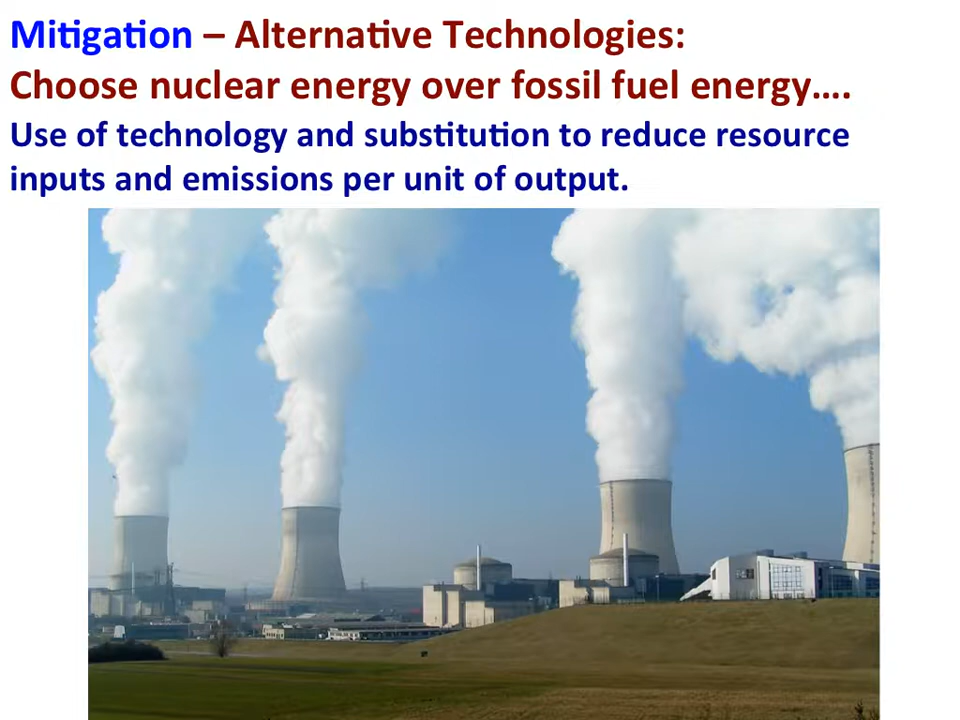 Mitigation – Alternative Technologies:
Choose nuclear energy over fossil fuel energy….
Use of technology and substitution to reduce resource
inputs and emissions per unit of output.